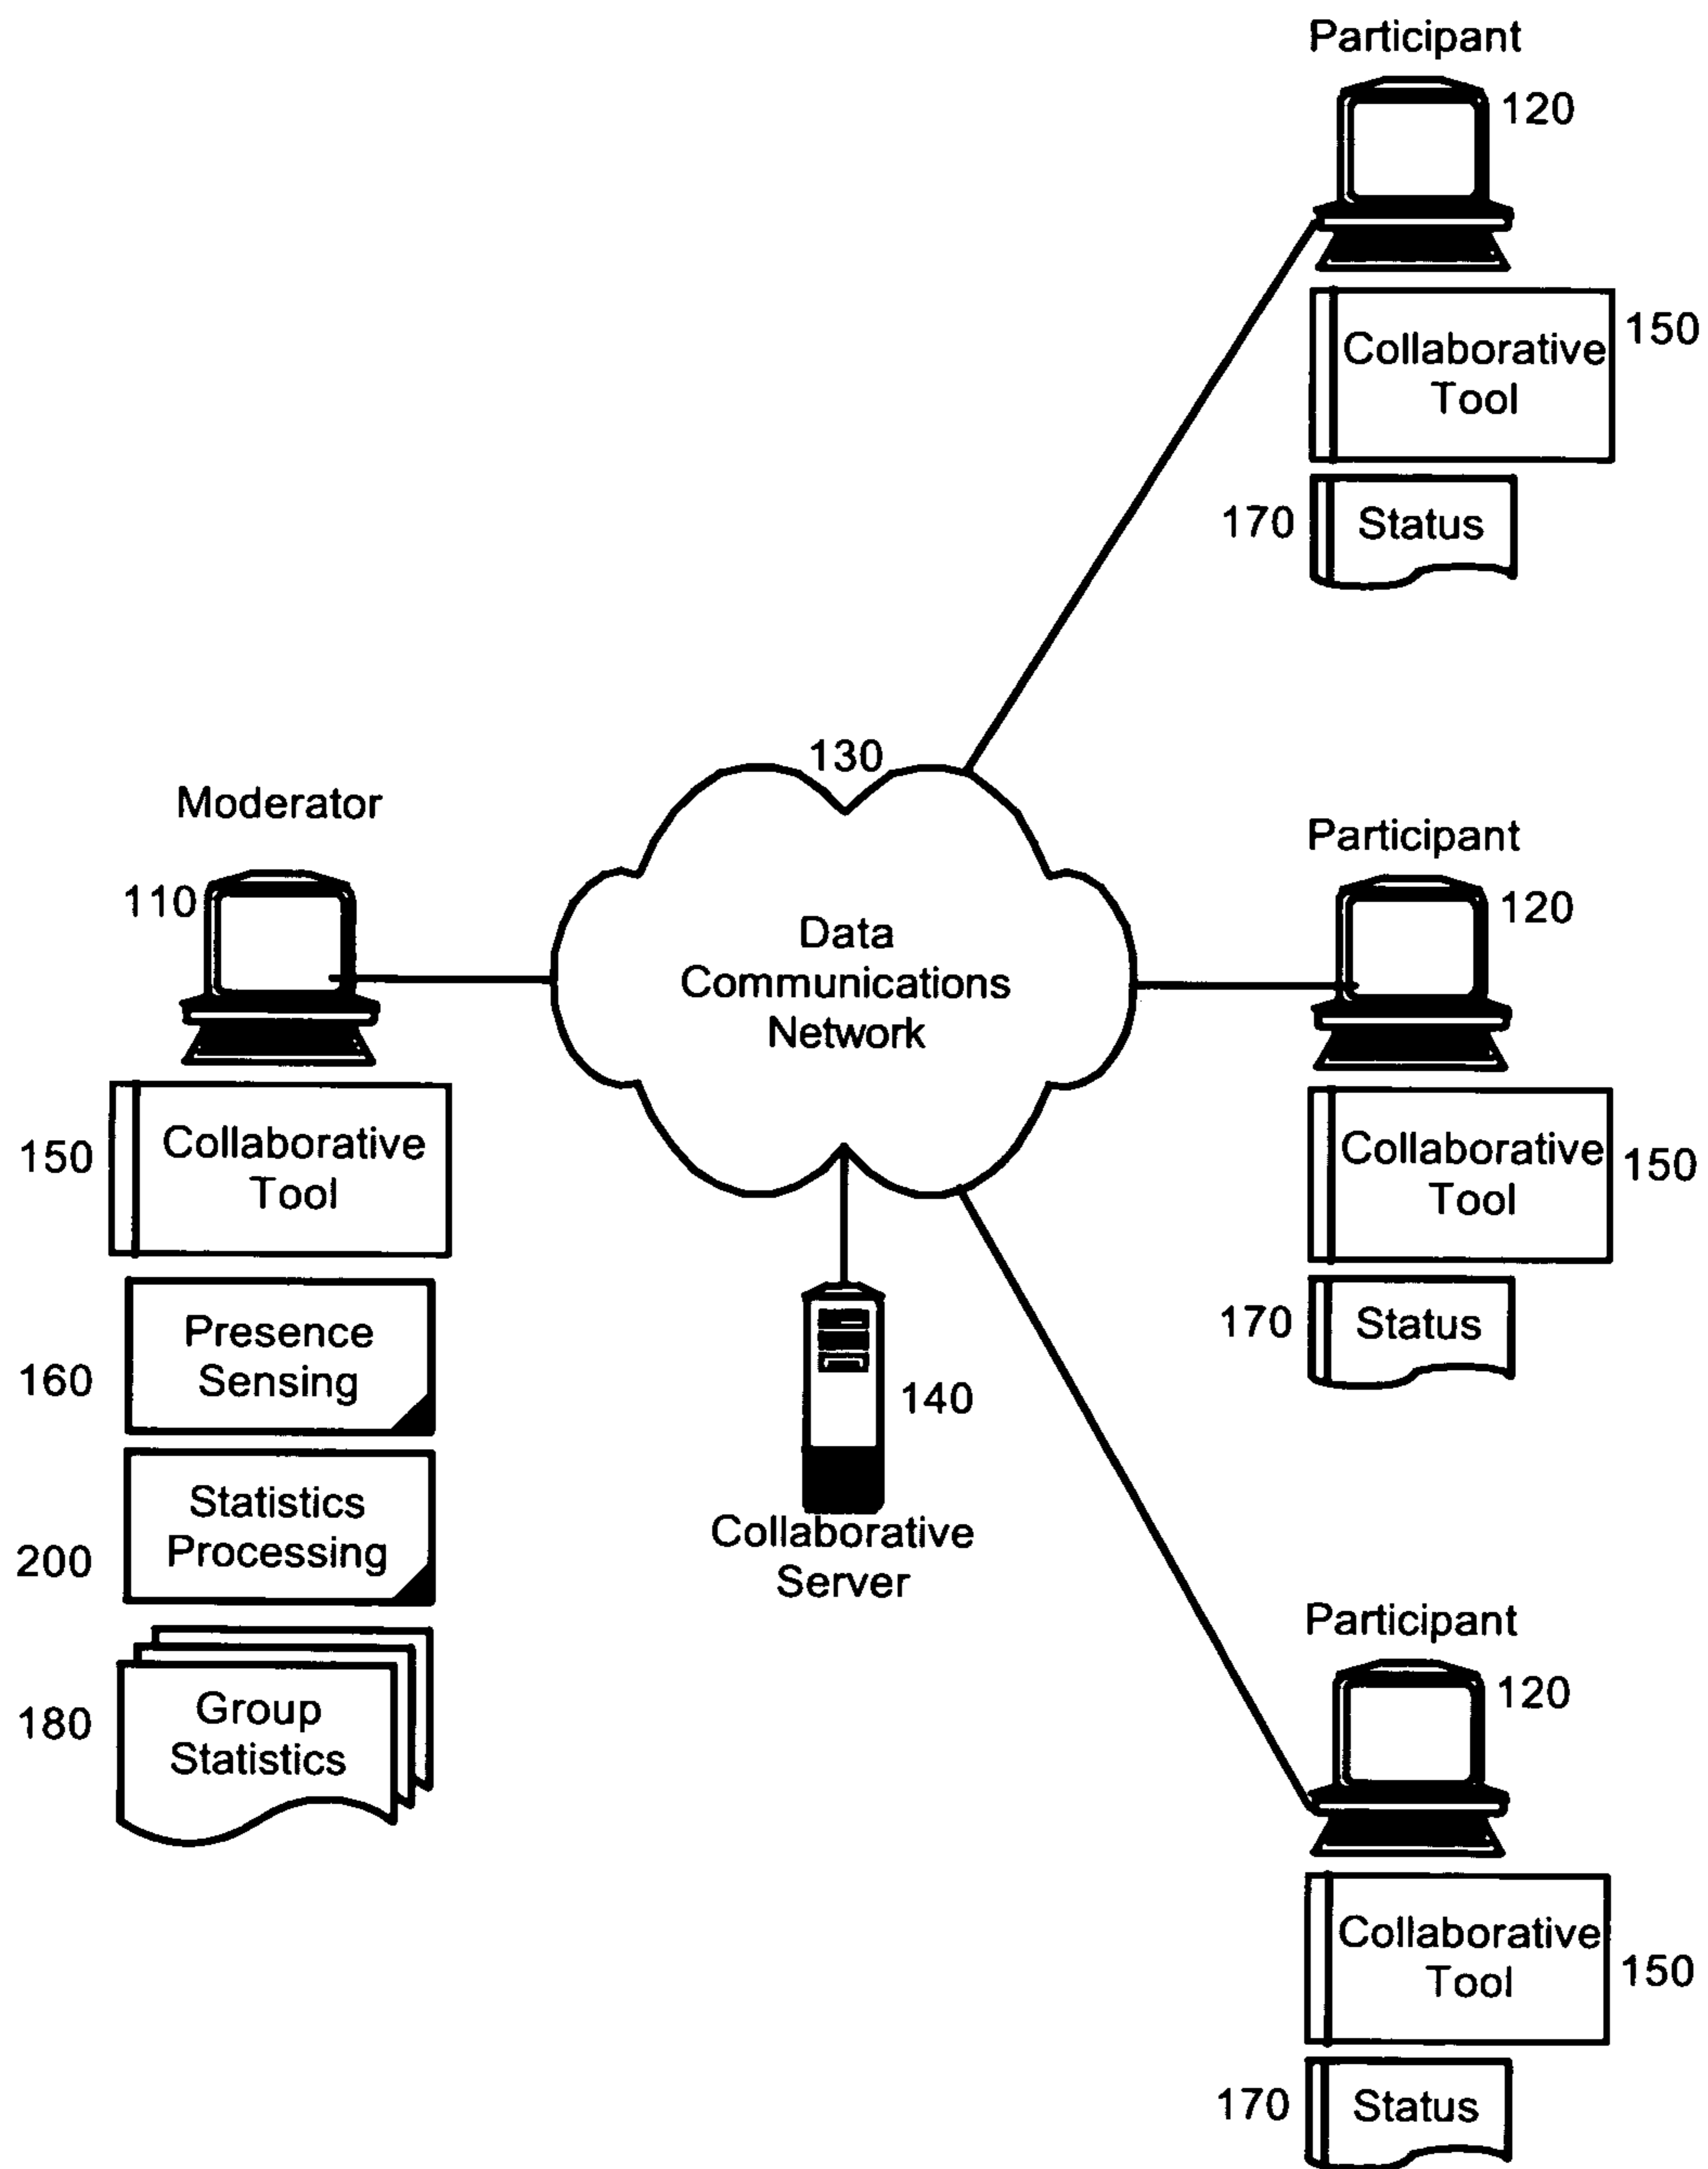 Participant
120
Collaborative
Tool
150
170
Status
130
Data
Communications
Network
Moderator
110
150
Collaborative
Tool
160
Presence
Sensing
200
Statistics
Processing
180
Group
Statistics
140
Collaborative
Server
Participant
120
Collaborative
Tool
150
170
Status
Participant
120
Collaborative
Tool
150
170
Status